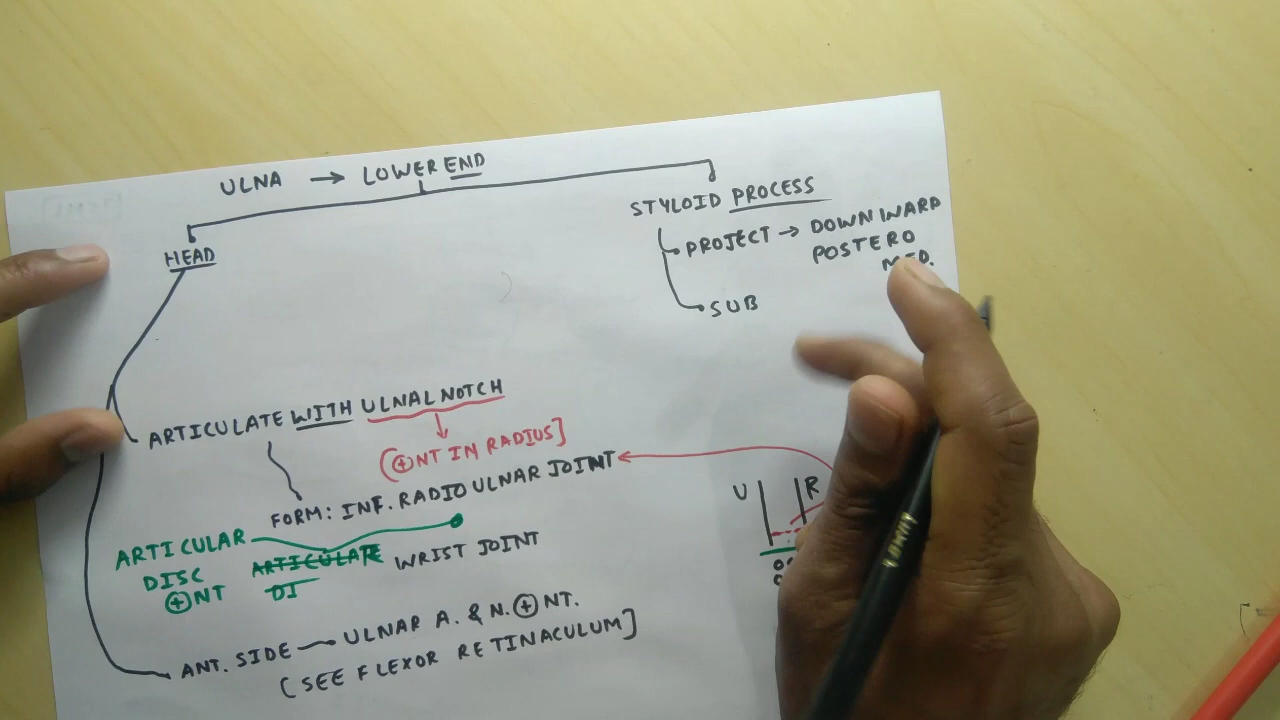 ULNA → LOWER END
HEAD
STYLOID PROCESS
PROJECT → DOWNWARD
POSTERO
MED.
SUB
ARTICULATE WITH ULNAL NOTCH
(⊕NT IN RADIUS]
FORM: INF. RADIO ULNAR JOINT
U R
ARTICULAR
DISC
⊕NT
ARTICULATE
DI
WRIST JOINT
ANT. SIDE — ULNAR A. & N. ⊕NT.
(SEE FLEXOR RETINACULUM]